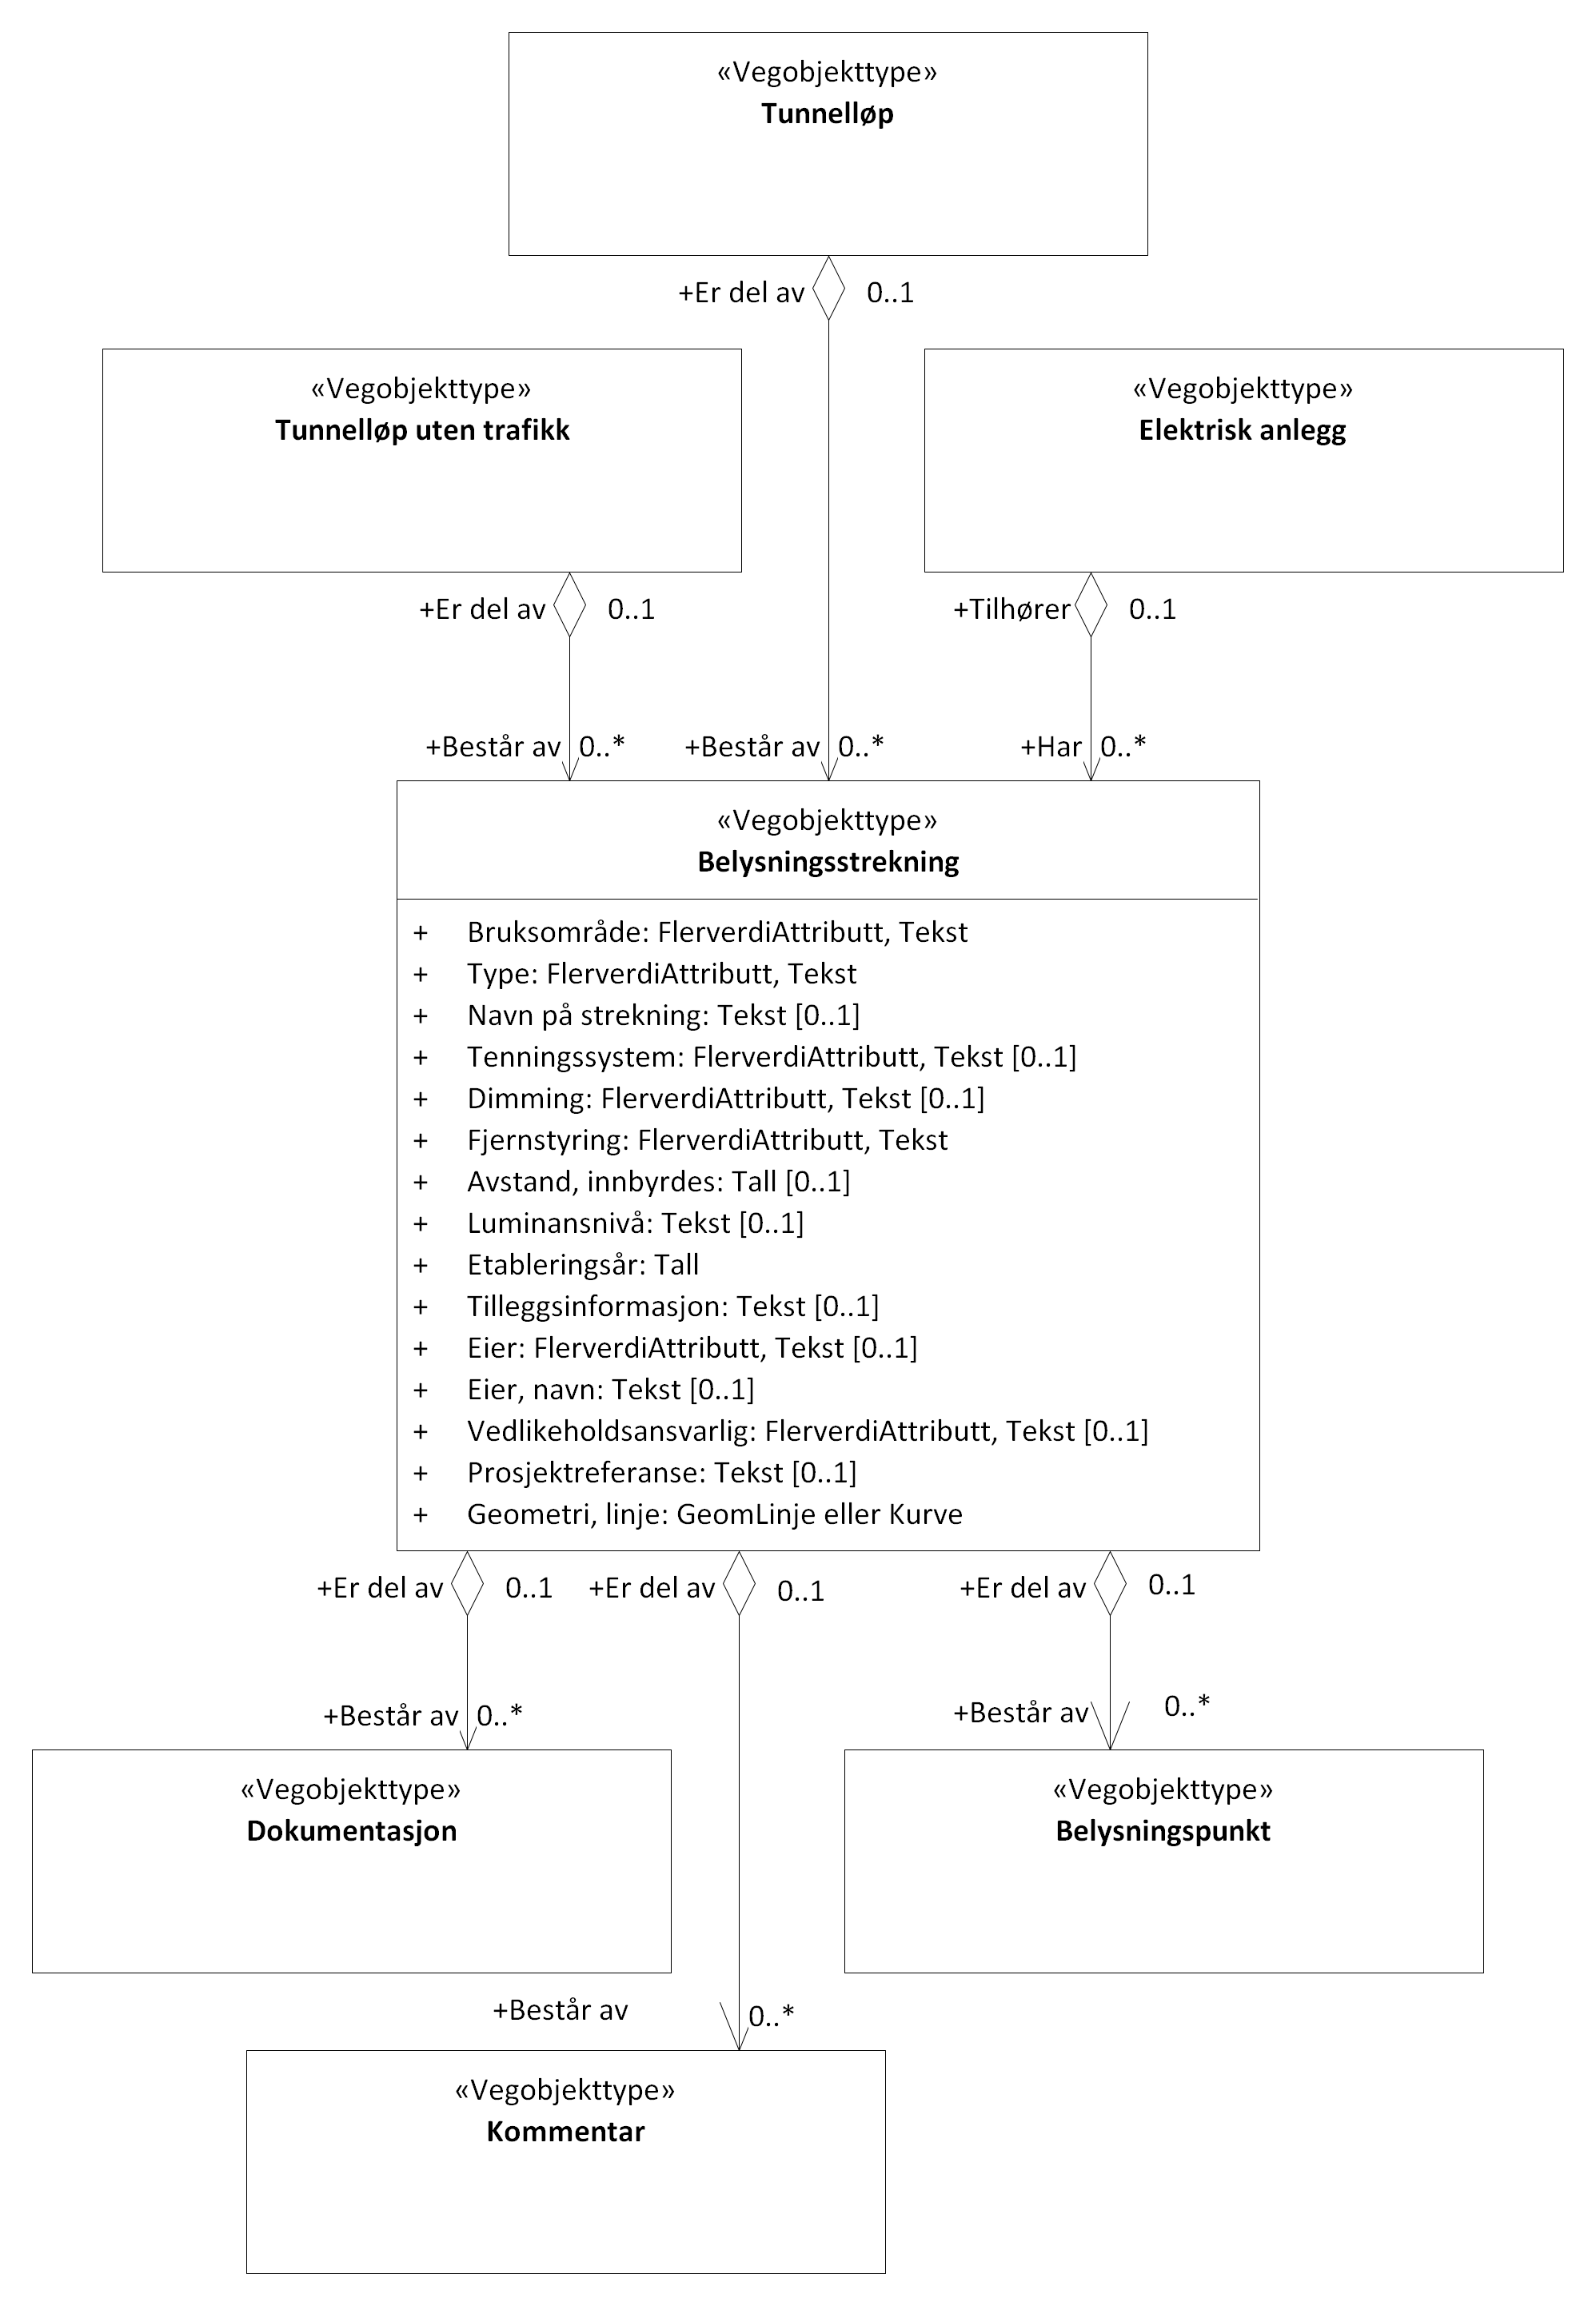 «Vegobjekttype»
Tunnelløp
+Er del av 0..1
«Vegobjekttype»
Tunnelløp uten trafikk
«Vegobjekttype»
Elektrisk anlegg
+Er del av 0..1
+Tilhører 0..1
+Består av 0..*
+Består av 0..*
+Har 0..*
«Vegobjekttype»
Belysningsstrekning
+ Bruksområde: FlerverdiAttributt, Tekst
+ Type: FlerverdiAttributt, Tekst
+ Navn på strekning: Tekst [0..1]
+ Tenningssystem: FlerverdiAttributt, Tekst [0..1]
+ Dimming: FlerverdiAttributt, Tekst [0..1]
+ Fjernstyring: FlerverdiAttributt, Tekst
+ Avstand, innbyrdes: Tall [0..1]
+ Luminansnivå: Tekst [0..1]
+ Etableringsår: Tall
+ Tilleggsinformasjon: Tekst [0..1]
+ Eier: FlerverdiAttributt, Tekst [0..1]
+ Eier, navn: Tekst [0..1]
+ Vedlikeholdsansvarlig: FlerverdiAttributt, Tekst [0..1]
+ Prosjektreferanse: Tekst [0..1]
+ Geometri, linje: GeomLinje eller Kurve
+Er del av 0..1
+Er del av 0..1
+Er del av 0..1
+Består av 0..*
+Består av 0..*
«Vegobjekttype»
Dokumentasjon
«Vegobjekttype»
Belysningspunkt
+Består av 0..*
«Vegobjekttype»
Kommentar